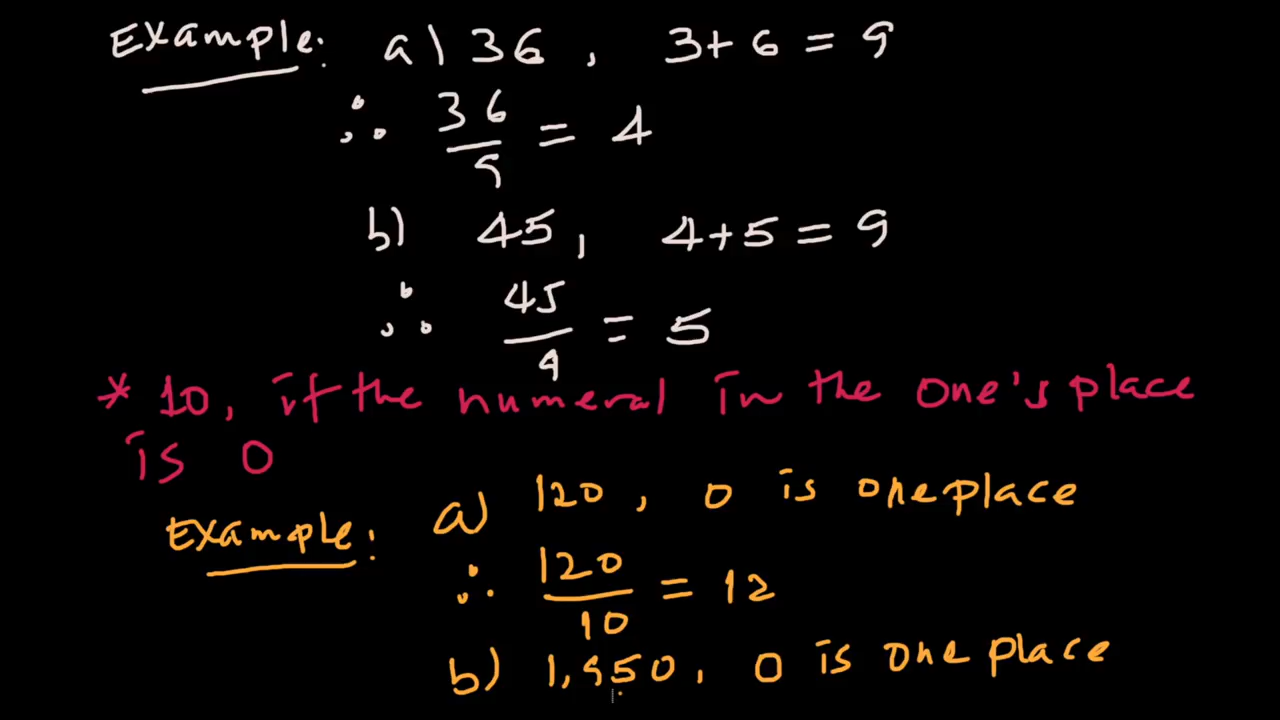 Example: a) 36, 3+6 = 9
∴ 36/9 = 4
b) 45, 4+5 = 9
∴ 45/9 = 5
* 10, if the numeral in the one's place
is 0
Example: a) 120, 0 is one place
∴ 120/10 = 12
b) 1,950, 0 is one place